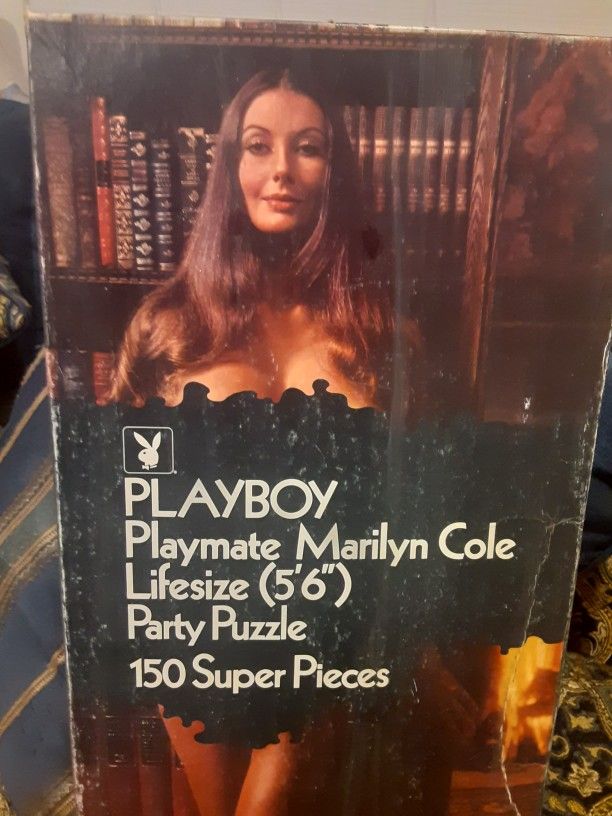 PLAYBOY
Playmate Marilyn Cole
Lifesize (5'6")
Party Puzzle
150 Super Pieces